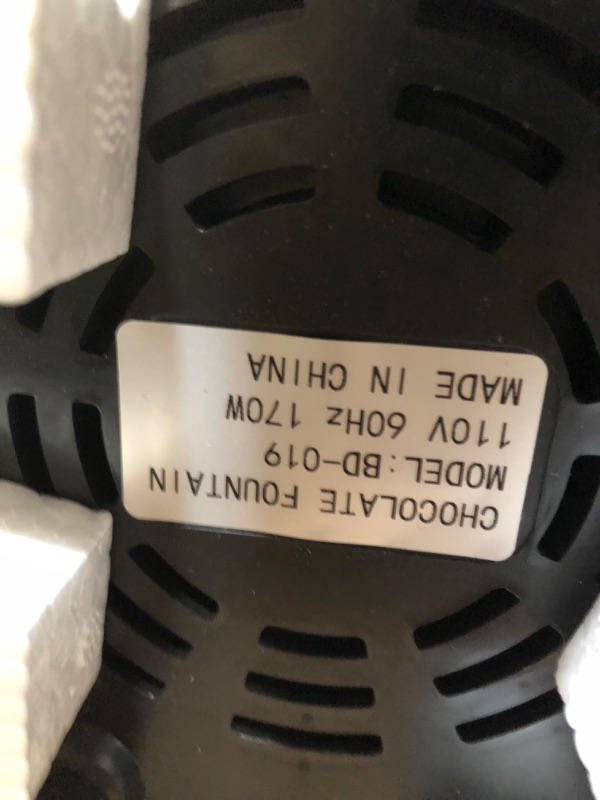 CHOCOLATE FOUNTAIN
MODEL:BD-019
110V 60Hz 170W
MADE IN CHINA